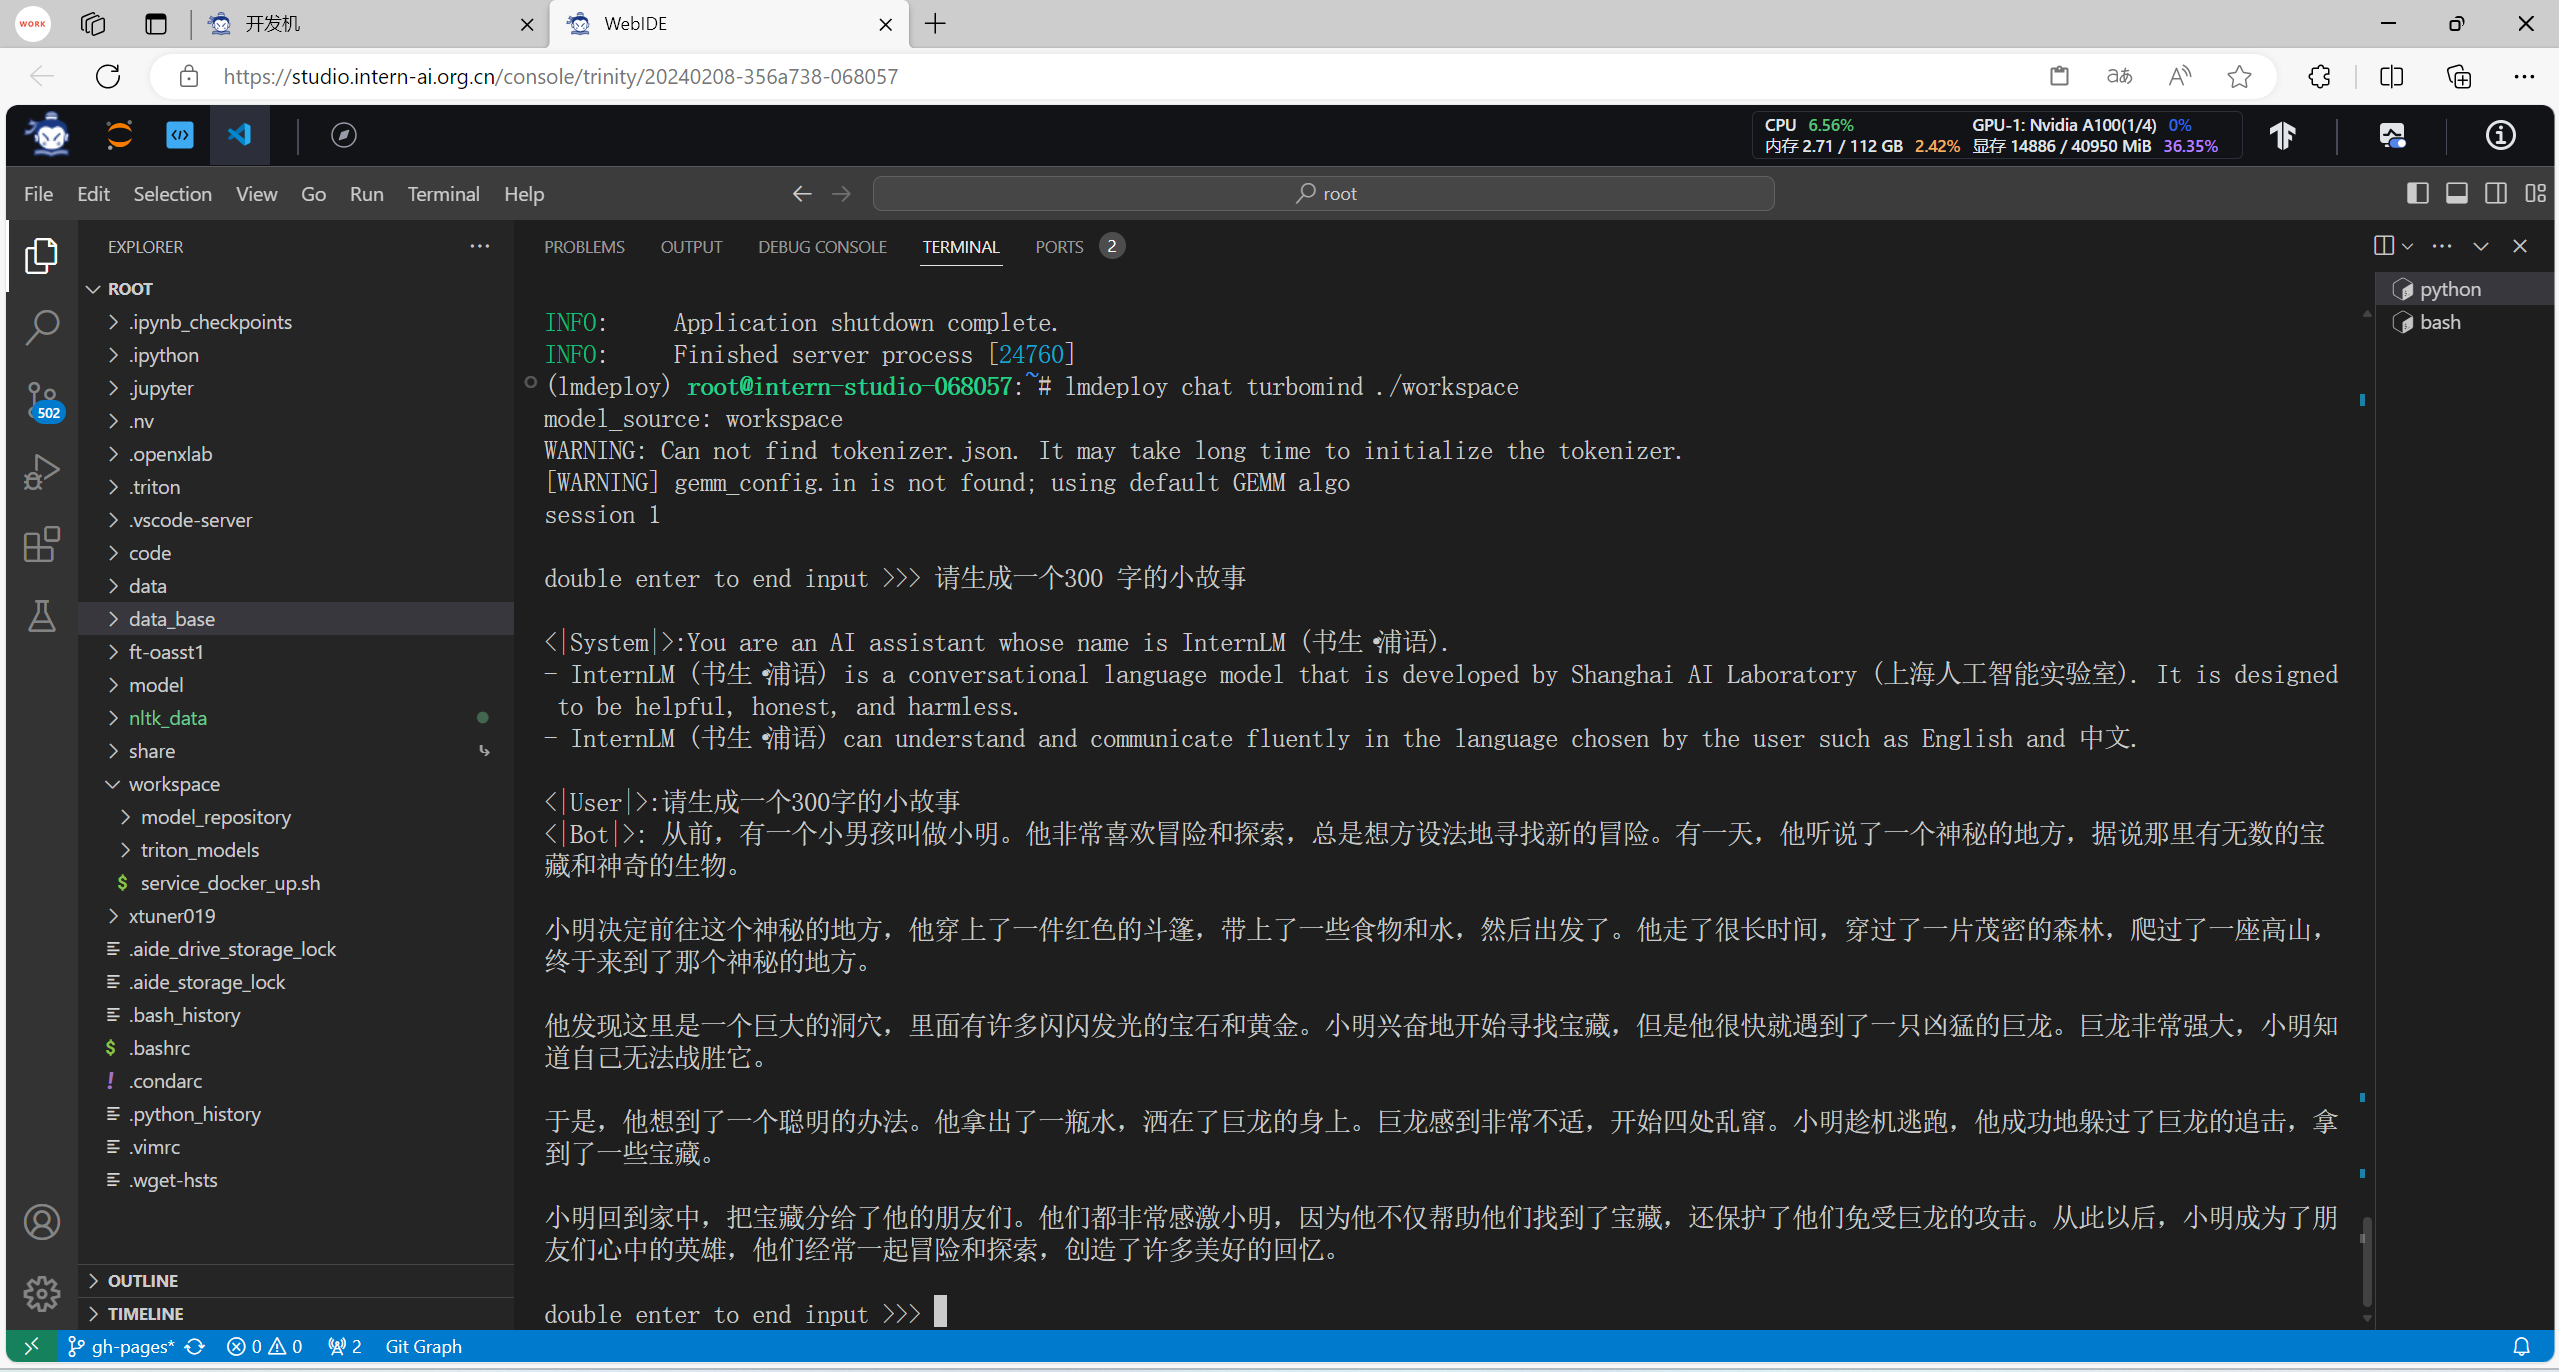 WORK
开发机
WebIDE
https://studio.intern-ai.org.cn/console/trinity/20240208-356a738-068057
CPU 6.56%
GPU-1: Nvidia A100(1/4) 0%
内存 2.71 / 112 GB 2.42%
显存 14886 / 40950 MiB 36.35%
File Edit Selection View Go Run Terminal Help
root
EXPLORER
PROBLEMS OUTPUT DEBUG CONSOLE TERMINAL PORTS 2
ROOT
.ipynb_checkpoints
.ipython
.jupyter
.nv
.openxlab
.triton
.vscode-server
code
data
data_base
ft-oasst1
model
nltk_data
share
workspace
model_repository
triton_models
service_docker_up.sh
xtuner019
.aide_drive_storage_lock
.aide_storage_lock
.bash_history
.bashrc
.condarc
.python_history
.vimrc
.wget-hsts
OUTLINE
TIMELINE
502
INFO:     Application shutdown complete.
INFO:     Finished server process [24760]
(lmdeploy) root@intern-studio-068057:~# lmdeploy chat turbomind ./workspace
model_source: workspace
WARNING: Can not find tokenizer.json. It may take long time to initialize the tokenizer.
[WARNING] gemm_config.in is not found; using default GEMM algo
session 1
double enter to end input >>> 请生成一个300 字的小故事
<|System|>:You are an AI assistant whose name is InternLM (书生·浦语).
- InternLM (书生·浦语) is a conversational language model that is developed by Shanghai AI Laboratory (上海人工智能实验室). It is designed
to be helpful, honest, and harmless.
- InternLM (书生·浦语) can understand and communicate fluently in the language chosen by the user such as English and 中文.
<|User|>:请生成一个300字的小故事
<|Bot|>: 从前，有一个小男孩叫做小明。他非常喜欢冒险和探索，总是想方设法地寻找新的冒险。有一天，他听说了一个神秘的地方，据说那里有无数的宝
藏和神奇的生物。
小明决定前往这个神秘的地方，他穿上了一件红色的斗篷，带上了一些食物和水，然后出发了。他走了很长时间，穿过了一片茂密的森林，爬过了一座高山，
终于来到了那个神秘的地方。
他发现这里是一个巨大的洞穴，里面有许多闪闪发光的宝石和黄金。小明兴奋地开始寻找宝藏，但是他很快就遇到了一只凶猛的巨龙。巨龙非常强大，小明知
道自己无法战胜它。
于是，他想到了一个聪明的办法。他拿出了一瓶水，洒在了巨龙的身上。巨龙感到非常不适，开始四处乱窜。小明趁机逃跑，他成功地躲过了巨龙的追击，拿
到了一些宝藏。
小明回到家中，把宝藏分给了他的朋友们。他们都非常感激小明，因为他不仅帮助他们找到了宝藏，还保护了他们免受巨龙的攻击。从此以后，小明成为了朋
友们心中的英雄，他们经常一起冒险和探索，创造了许多美好的回忆。
double enter to end input >>>
python
bash
gh-pages* 0 0 2 Git Graph